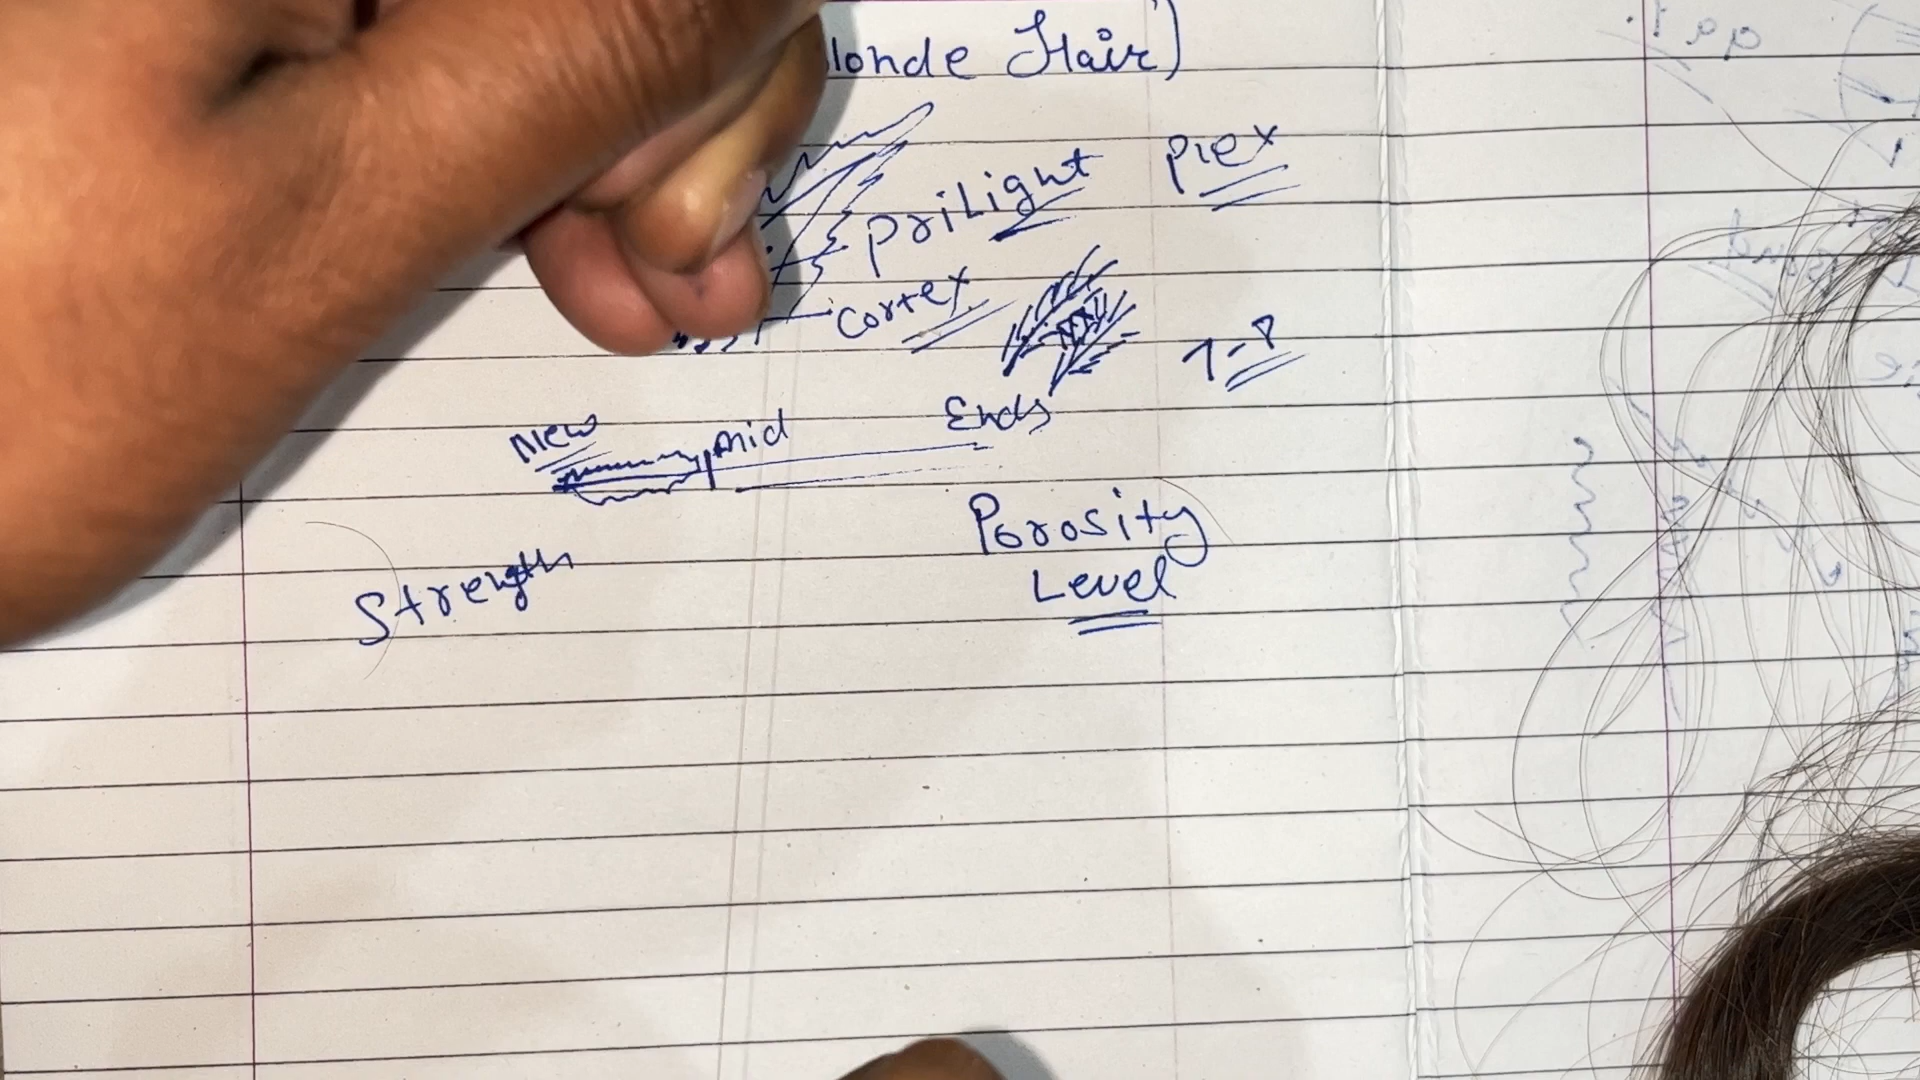 londe Hair)
PriLight Plex
Cortex
New mid Ends
Porosity
Level
Strength